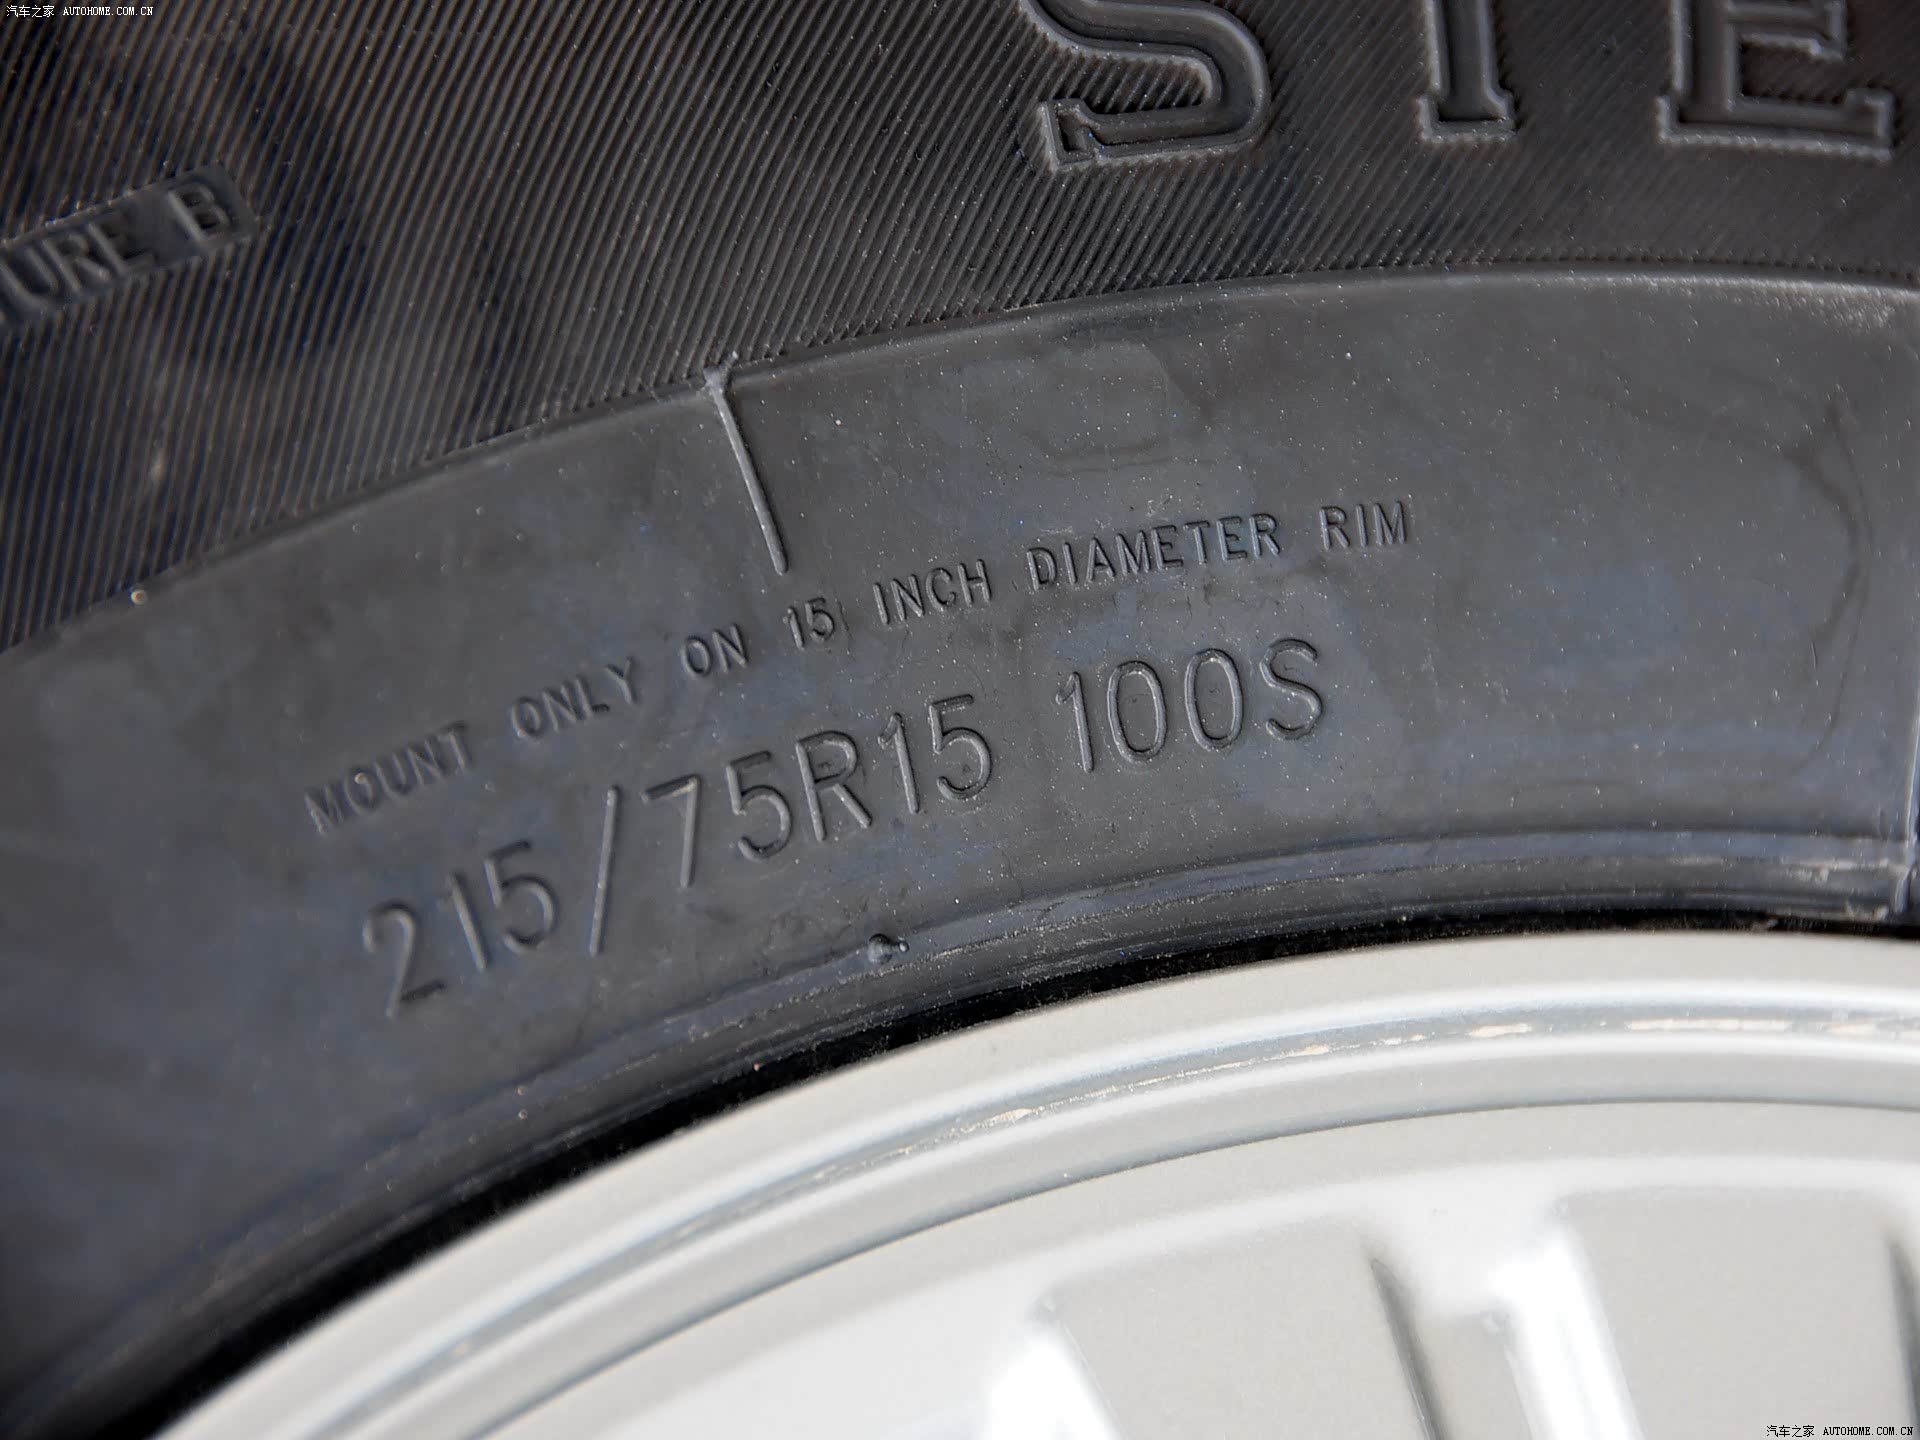 汽车之家 AUTOHOME.COM.CN
MOUNT ONLY ON 15 INCH DIAMETER RIM
215/75R15 100S
汽车之家 AUTOHOME.COM.CN